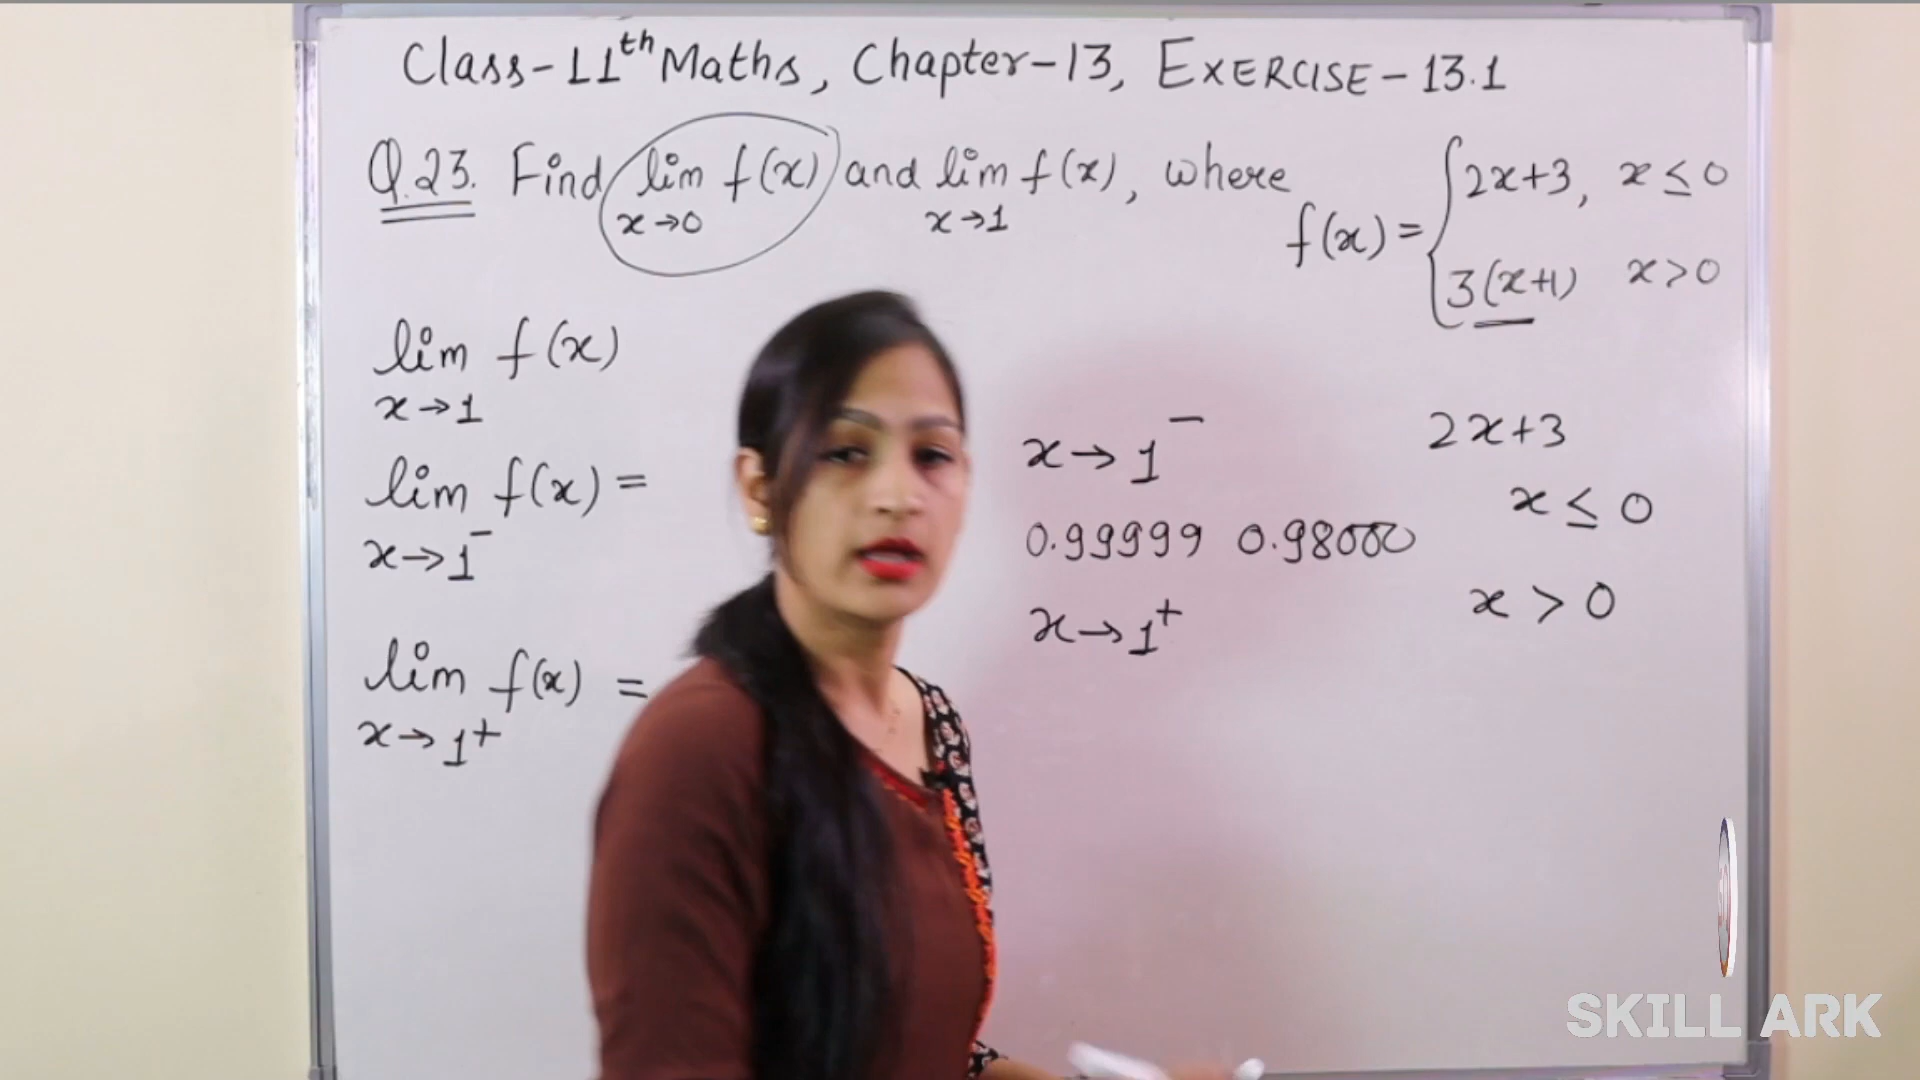 Class-11th Maths, Chapter-13, EXERCISE-13.1
Q.23. Find lim f(x) and lim f(x), where
x→0 x→1
f(x) = { 2x+3, x ≤ 0
3(x+1) x > 0
lim f(x)
x→1
lim f(x) =
x→1⁻
lim f(x) =
x→1⁺
x→1⁻
0.99999 0.98000
x→1⁺
2x+3
x ≤ 0
x > 0
SKILL ARK